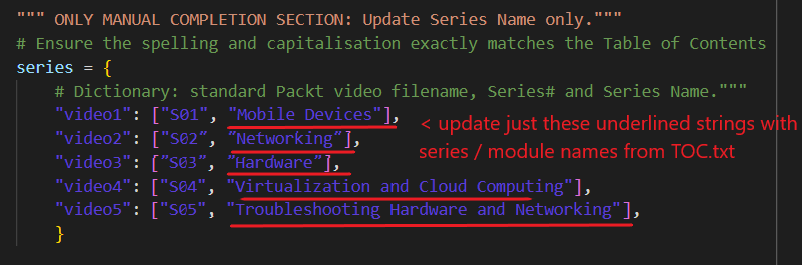 """ ONLY MANUAL COMPLETION SECTION: Update Series Name only."""
# Ensure the spelling and capitalisation exactly matches the Table of Contents
series = {
# Dictionary: standard Packt video filename, Series# and Series Name."""
"video1": ["S01", "Mobile Devices"],
"video2": ["S02”, ”Networking”],
"video3": [”S03”, ”Hardware”],
"video4": ["S04", "Virtualization and Cloud Computing"],
"video5": ["S05", "Troubleshooting Hardware and Networking"],
}
< update just these underlined strings with
series / module names from TOC.txt